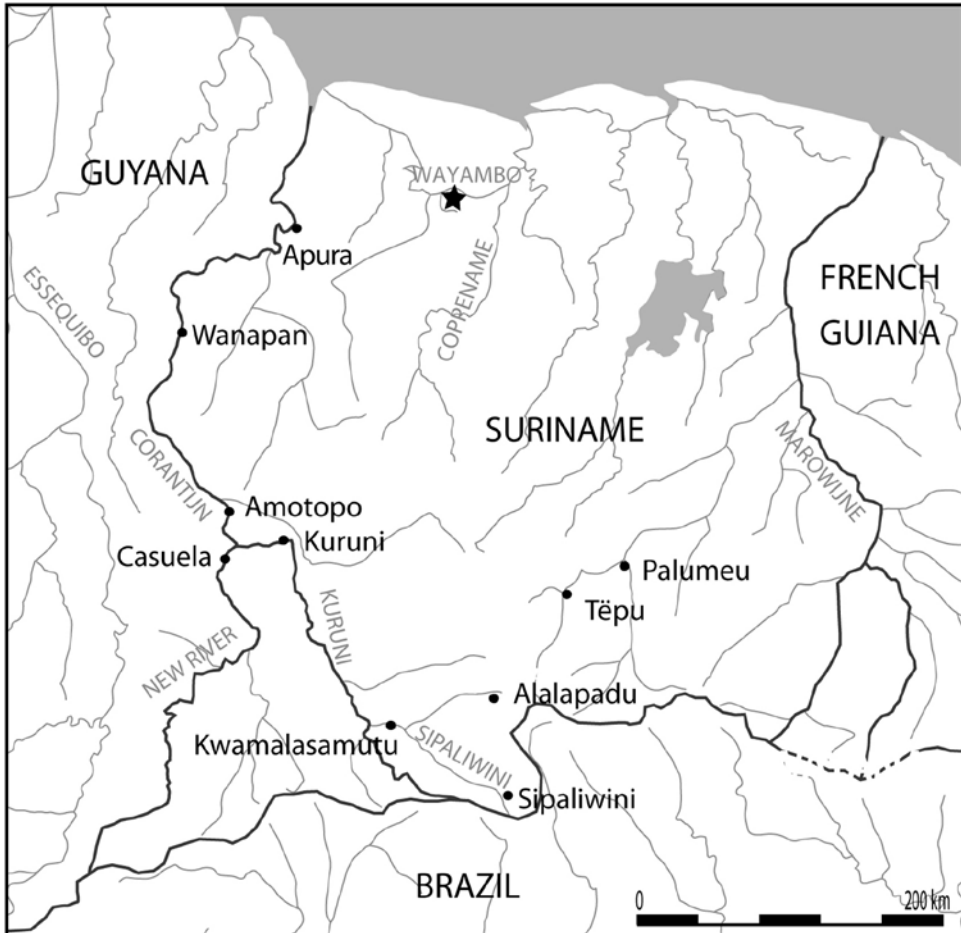 GUYANA
WAYAMBO
Apura
ESSEQUIBO
COPPRENAME
FRENCH
GUIANA
Wanapan
SURINAME
MAROWIJNE
CORANTIJN
Amotopo
Kuruni
Casuela
Palumeu
Tëpu
KURUNI
NEW RIVER
Alalapadu
Kwamalasamutu
SIPALIWINI
Sipaliwini
BRAZIL
0 200 km